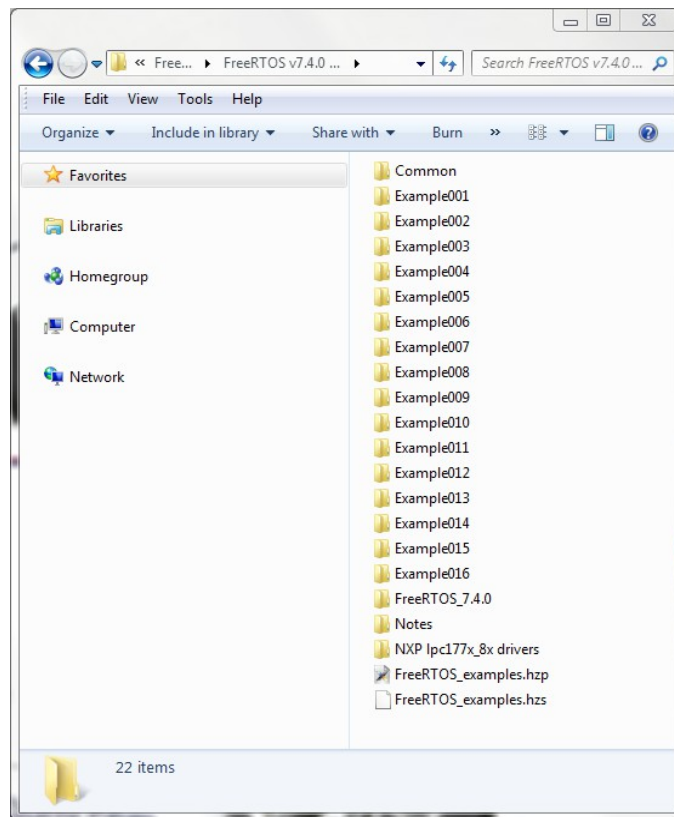 « Free... FreeRTOS v7.4.0 ... Search FreeRTOS v7.4.0 ...
File Edit View Tools Help
Organize Include in library Share with Burn »
Favorites
Libraries
Homegroup
Computer
Network
Common
Example001
Example002
Example003
Example004
Example005
Example006
Example007
Example008
Example009
Example010
Example011
Example012
Example013
Example014
Example015
Example016
FreeRTOS_7.4.0
Notes
NXP lpc177x_8x drivers
FreeRTOS_examples.hzp
FreeRTOS_examples.hzs
22 items